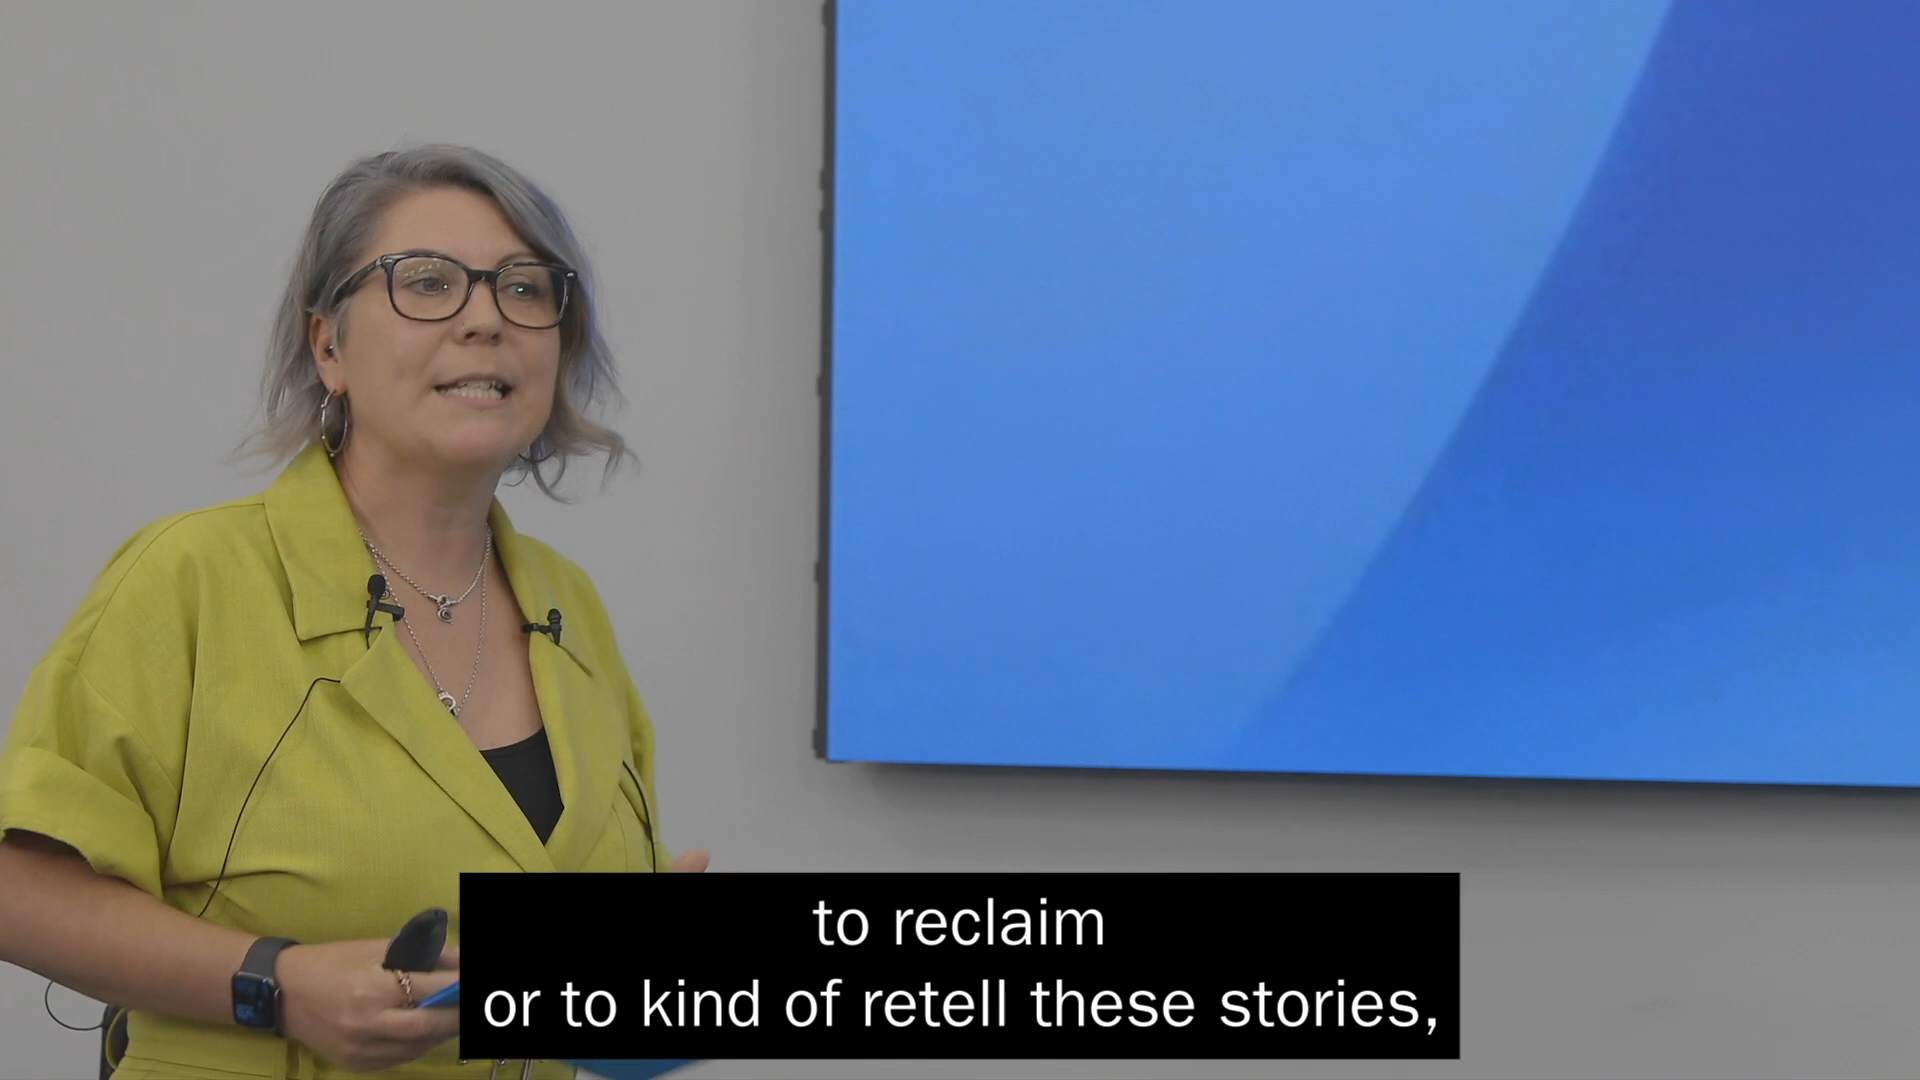 to reclaim
or to kind of retell these stories,